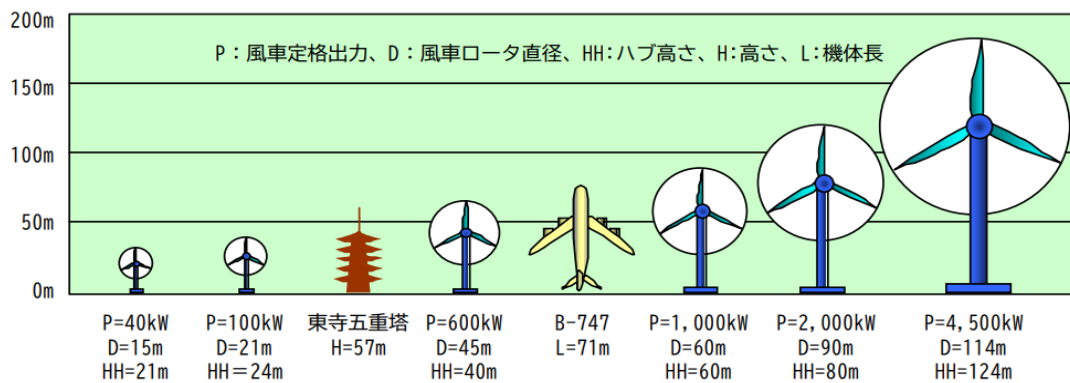 200m
P：風車定格出力、D：風車ロータ直径、HH：ハブ高さ、H：高さ、L：機体長
150m
100m
50m
0m
P=40kW P=100kW 東寺五重塔 P=600kW B-747 P=1,000kW P=2,000kW P=4,500kW
D=15m D=21m H=57m D=45m L=71m D=60m D=90m D=114m
HH=21m HH＝24m HH=40m HH=60m HH=80m HH=124m